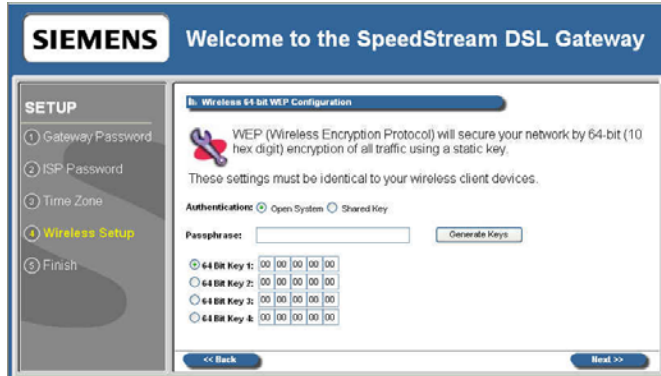 SIEMENS
Welcome to the SpeedStream DSL Gateway
SETUP
1 Gateway Password
2 ISP Password
3 Time Zone
4 Wireless Setup
5 Finish
Wireless 64-bit WEP Configuration
WEP (Wireless Encryption Protocol) will secure your network by 64-bit (10
hex digit) encryption of all traffic using a static key.
These settings must be identical to your wireless client devices.
Authentication: Open System Shared Key
Passphrase: Generate Keys
64 Bit Key 1: 00 00 00 00 00
64 Bit Key 2: 00 00 00 00 00
64 Bit Key 3: 00 00 00 00 00
64 Bit Key 4: 00 00 00 00 00
<< Back
Next >>